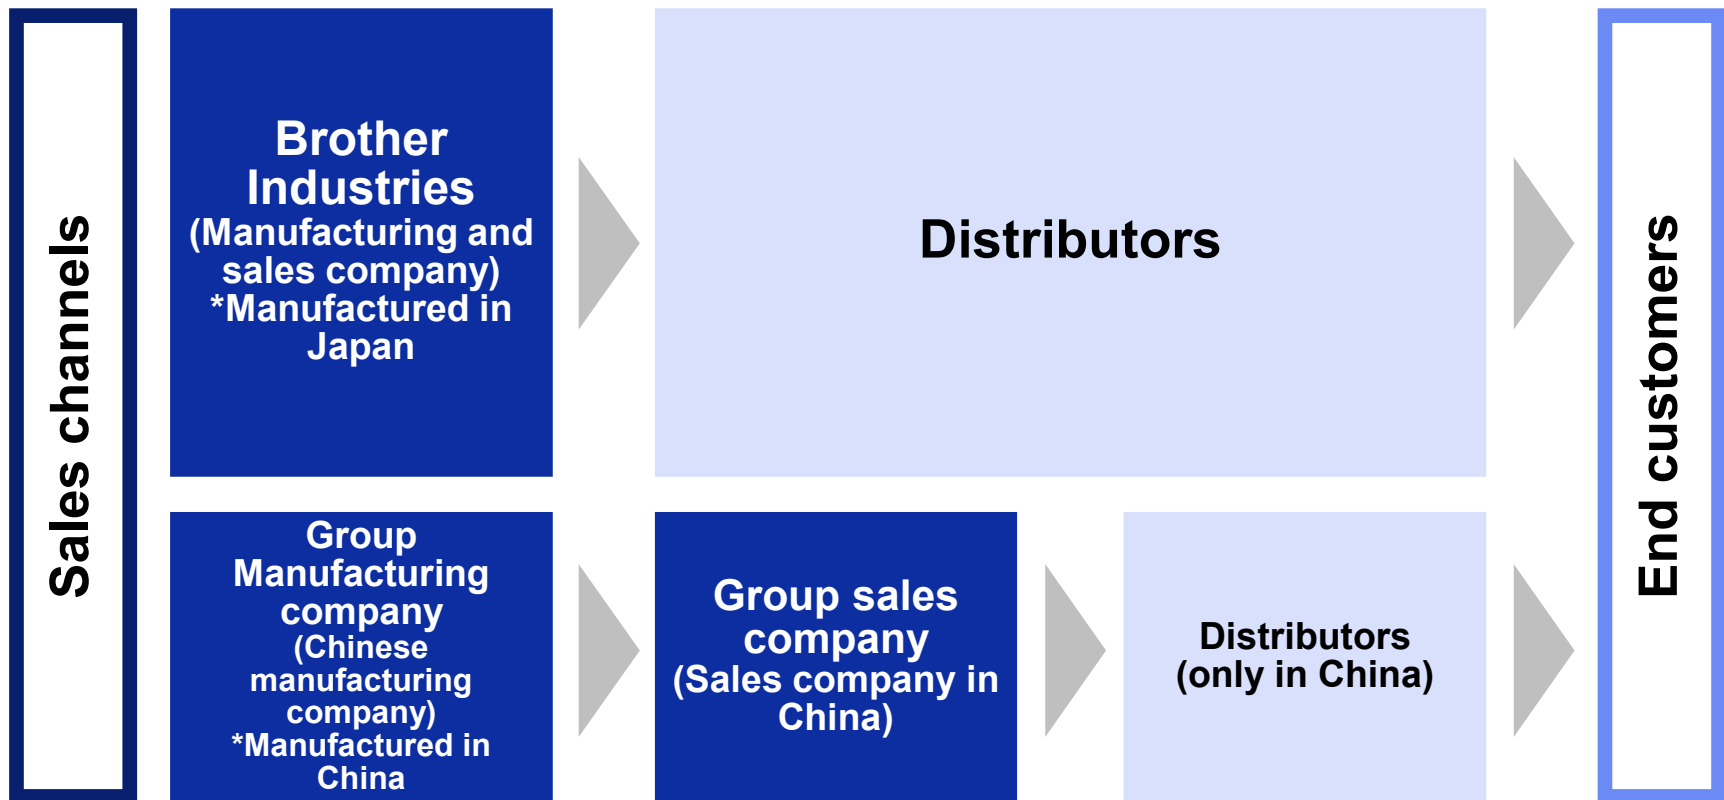 Sales channels
Brother
Industries
(Manufacturing and
sales company)
*Manufactured in
Japan
Distributors
End customers
Group
Manufacturing
company
(Chinese
manufacturing
company)
*Manufactured in
China
Group sales
company
(Sales company in
China)
Distributors
(only in China)